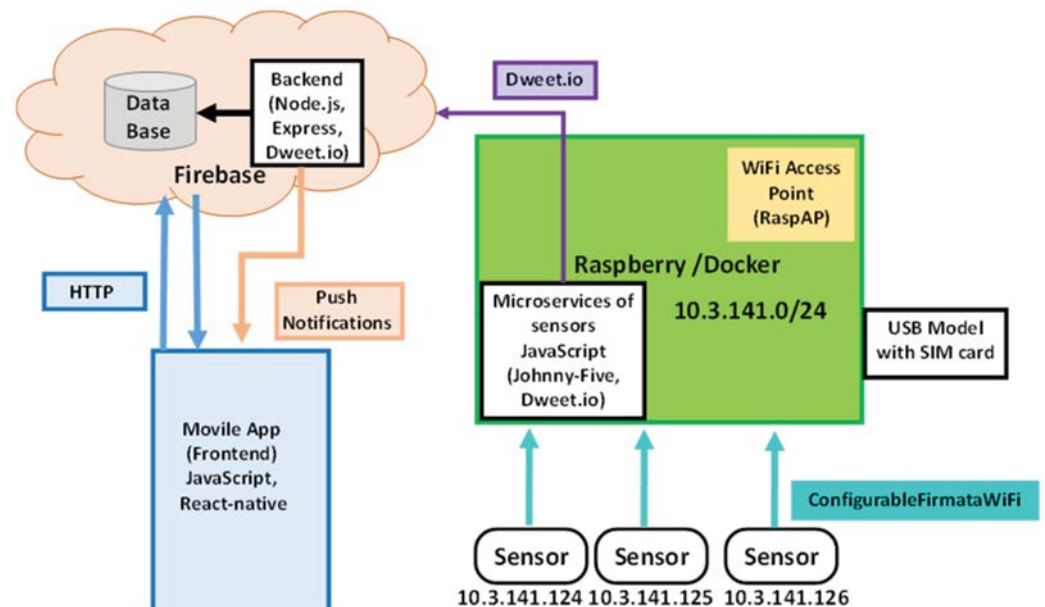 Data
Base
Backend
(Node.js,
Express,
Dweet.io)
Firebase
Dweet.io
HTTP
Push
Notifications
Movile App
(Frontend)
JavaScript,
React-native
WiFi Access
Point
(RaspAP)
Raspberry /Docker
10.3.141.0/24
Microservices of
sensors
JavaScript
(Johnny-Five,
Dweet.io)
USB Model
with SIM card
ConfigurableFirmataWiFi
Sensor
Sensor
Sensor
10.3.141.124
10.3.141.125
10.3.141.126